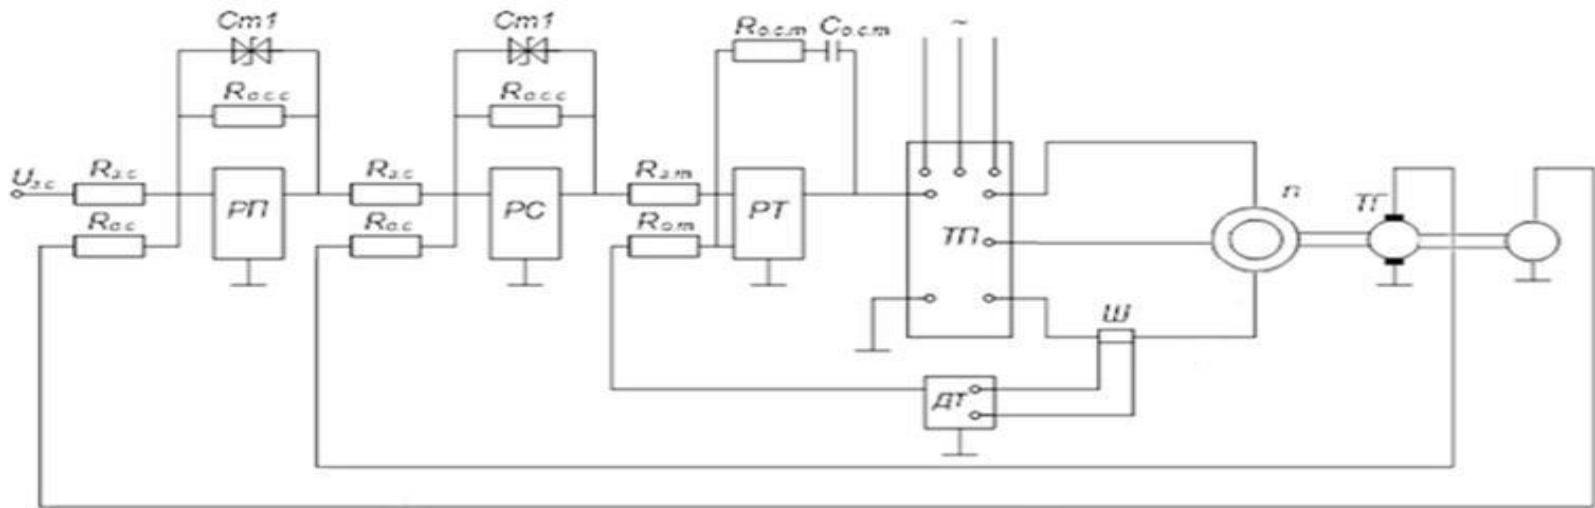 Ст1
Ст1
Rо.с.т
Cо.с.т
~
Rо.с.с
Rо.с.с
Uз.с
Rз.с
Rз.с
Rз.т
РП
РС
РТ
n
ТГ
Rо.с
Rо.с
Rо.т
ТП
Ш
ДТ